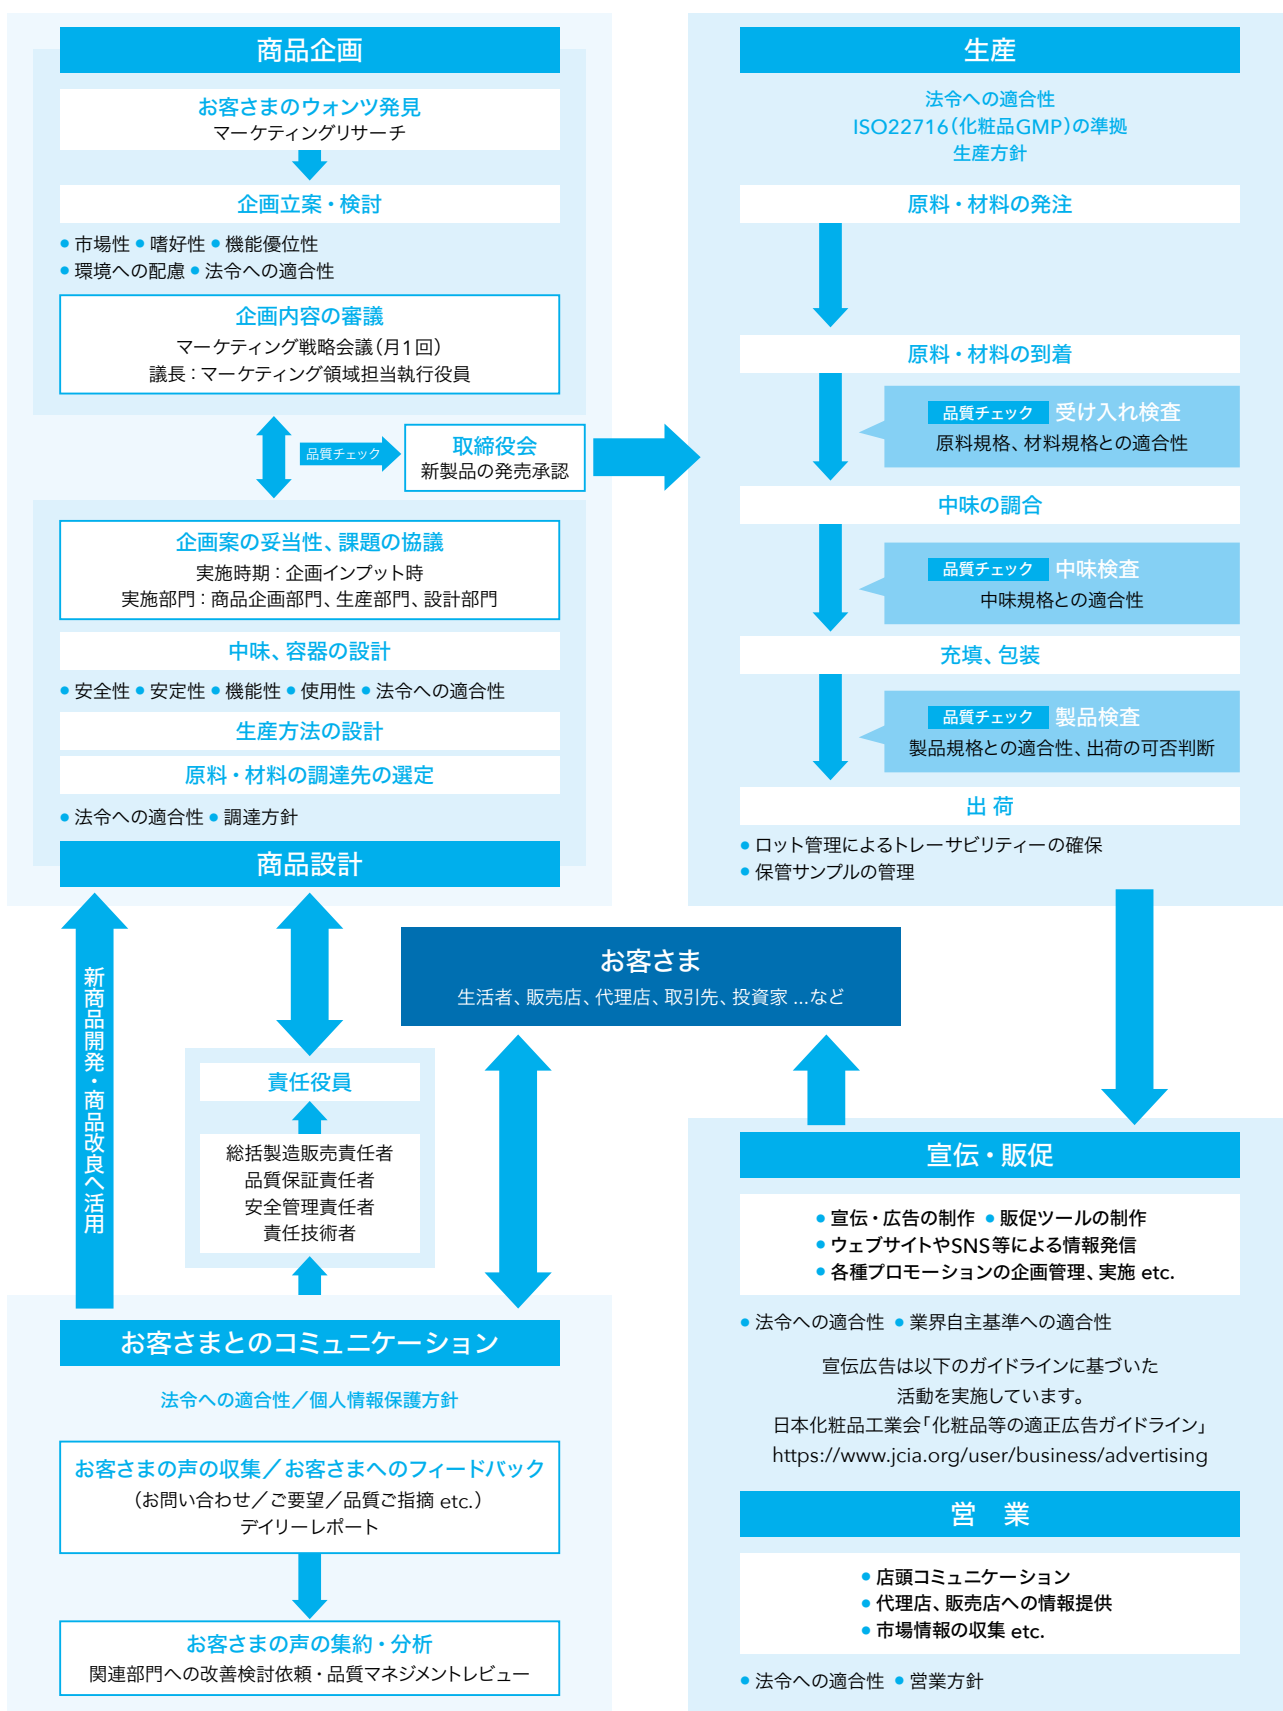 商品企画
お客さまのウォンツ発見
マーケティングリサーチ
企画立案・検討
● 市場性 ● 嗜好性 ● 機能優位性
● 環境への配慮 ● 法令への適合性
企画内容の審議
マーケティング戦略会議（月1回）
議長：マーケティング領域担当執行役員
品質チェック
取締役会
新製品の発売承認
企画案の妥当性、課題の協議
実施時期：企画インプット時
実施部門：商品企画部門、生産部門、設計部門
中味、容器の設計
● 安全性 ● 安定性 ● 機能性 ● 使用性 ● 法令への適合性
生産方法の設計
原料・材料の調達先の選定
● 法令への適合性 ● 調達方針
商品設計
生産
法令への適合性
ISO22716（化粧品GMP）の準拠
生産方針
原料・材料の発注
原料・材料の到着
品質チェック 受け入れ検査
原料規格、材料規格との適合性
中味の調合
品質チェック 中味検査
中味規格との適合性
充填、包装
品質チェック 製品検査
製品規格との適合性、出荷の可否判断
出 荷
● ロット管理によるトレーサビリティーの確保
● 保管サンプルの管理
お客さま
生活者、販売店、代理店、取引先、投資家 ...など
新商品開発・商品改良へ活用
責任役員
総括製造販売責任者
品質保証責任者
安全管理責任者
責任技術者
お客さまとのコミュニケーション
法令への適合性／個人情報保護方針
お客さまの声の収集／お客さまへのフィードバック
（お問い合わせ／ご要望／品質ご指摘 etc.）
デイリーレポート
お客さまの声の集約・分析
関連部門への改善検討依頼・品質マネジメントレビュー
宣伝・販促
● 宣伝・広告の制作 ● 販促ツールの制作
● ウェブサイトやSNS等による情報発信
● 各種プロモーションの企画管理、実施 etc.
● 法令への適合性 ● 業界自主基準への適合性
宣伝広告は以下のガイドラインに基づいた
活動を実施しています。
日本化粧品工業会「化粧品等の適正広告ガイドライン」
https://www.jcia.org/user/business/advertising
営　業
● 店頭コミュニケーション
● 代理店、販売店への情報提供
● 市場情報の収集 etc.
● 法令への適合性 ● 営業方針